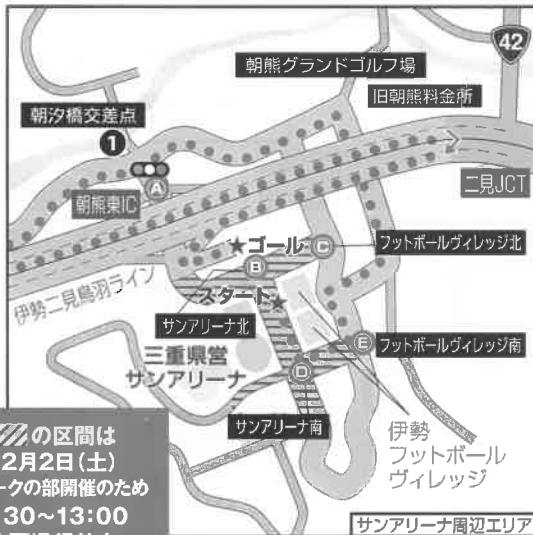 42
朝熊グランドゴルフ場
旧朝熊料金所
朝汐橋交差点
1
A
朝熊東IC
二見JCT
★ゴール
C
フットボールヴィレッジ北
B
伊勢二見鳥羽ライン
スタート★
サンアリーナ北
三重県営
サンアリーナ
E
フットボールヴィレッジ南
D
サンアリーナ南
伊勢
フットボール
ヴィレッジ
の区間は
2月2日(土)
ークの部開催のため
30~13:00
サンアリーナ周辺エリア